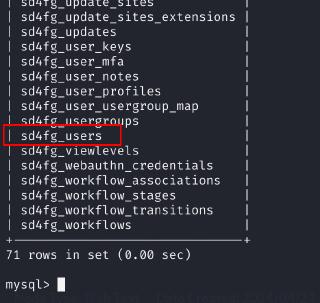 | sd4fg_update_sites |
| sd4fg_update_sites_extensions |
| sd4fg_updates |
| sd4fg_user_keys |
| sd4fg_user_mfa |
| sd4fg_user_notes |
| sd4fg_user_profiles |
| sd4fg_user_usergroup_map |
| sd4fg_usergroups |
| sd4fg_users |
| sd4fg_viewlevels |
| sd4fg_webauthn_credentials |
| sd4fg_workflow_associations |
| sd4fg_workflow_stages |
| sd4fg_workflow_transitions |
| sd4fg_workflows |
+-------------------------------+
71 rows in set (0.00 sec)
mysql>